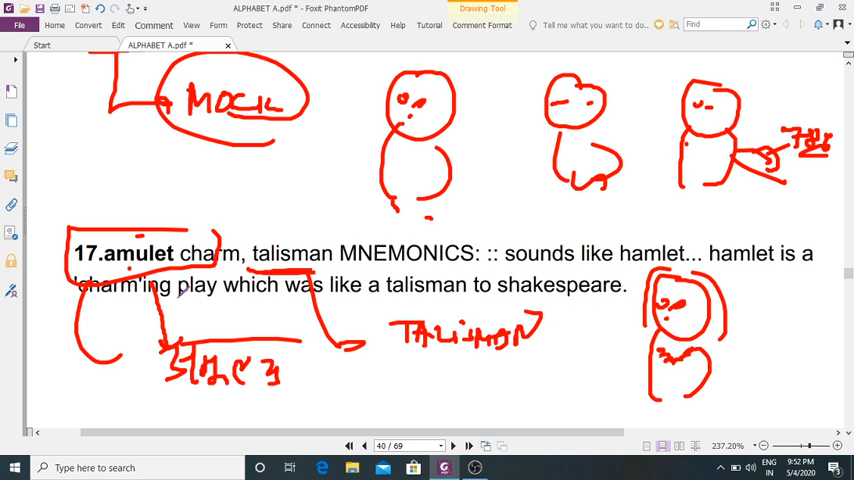 ALPHABET A.pdf * - Foxit PhantomPDF
Drawing Tool
File Home Convert Edit Organize Comment View Form Protect Share Connect Accessibility Help Tutorial Comment Format Tell me what you want to do.. Find
Start ALPHABET A.pdf *
MOCK
17.amulet charm, talisman MNEMONICS: :: sounds like hamlet... hamlet is a
'charm'ing play which was like a talisman to shakespeare.
TALISMAN
40 / 69 237.20%
Type here to search
ENG 9:52 PM
IN 5/4/2020